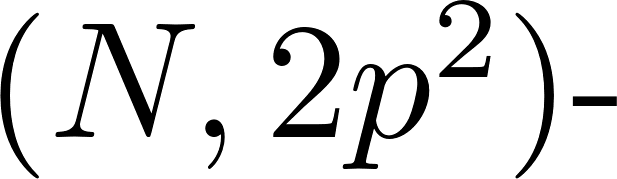 (N, 2p²)-